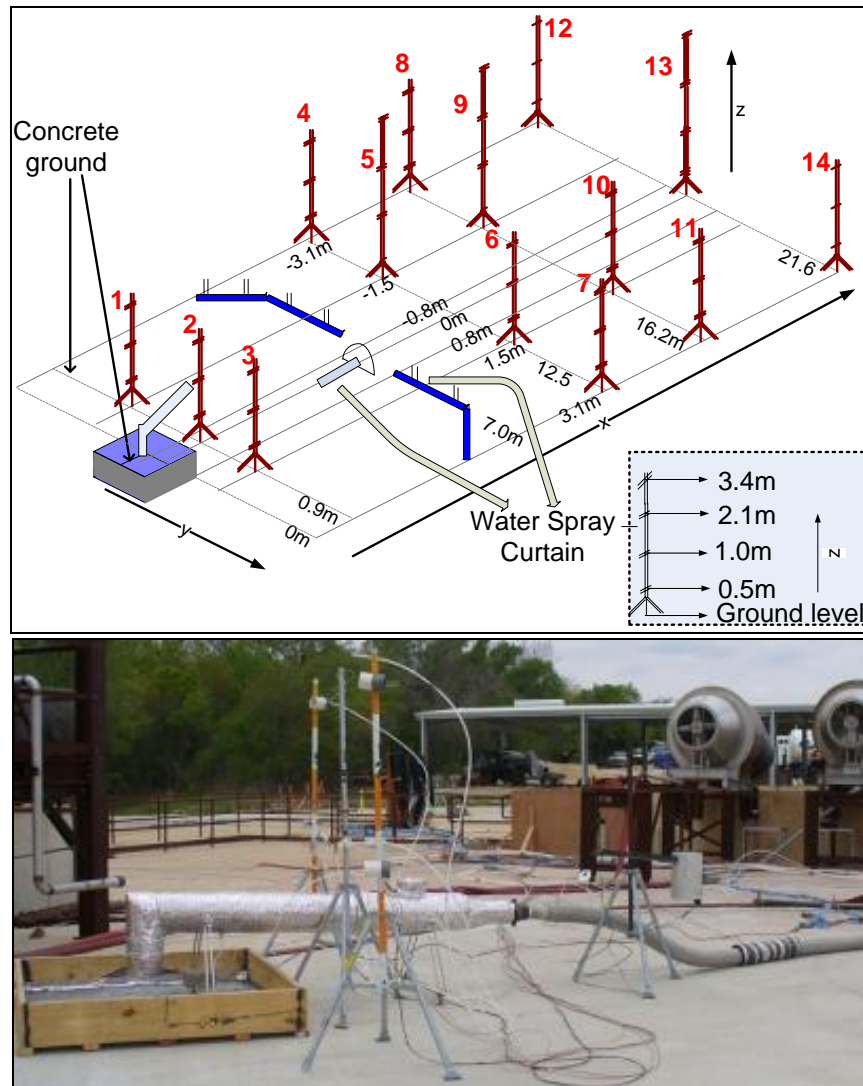 12
8
13
4
9
z
Concrete
ground
5
14
10
6
11
-3.1m
21.6
1
7
-1.5
2
-0.8m
0m
16.2m
3
0.8m
1.5m
12.5
3.1m
x
7.0m
3.4m
0.9m
Water Spray
Curtain
2.1m
y
0m
1.0m
z
0.5m
Ground level